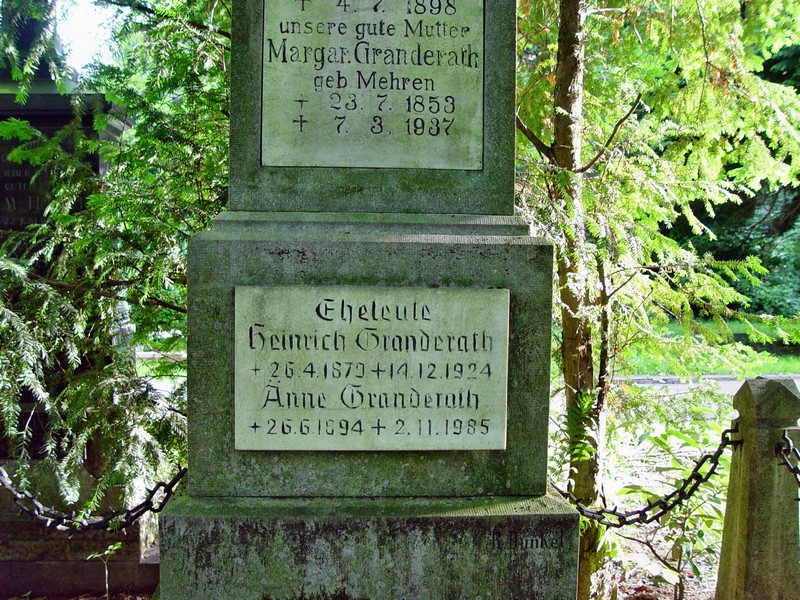 + 4. 7. 1898
unsere gute Mutter
Margar. Granderath
geb. Mehren
+ 23. 7. 1853
+ 7. 3. 1937
Eheleute
Heinrich Granderath
+ 26.4.1879 + 14.12.1924
Änne Granderath
+ 26.6.1894 + 2.11.1985
R. Dunkel
GUTER